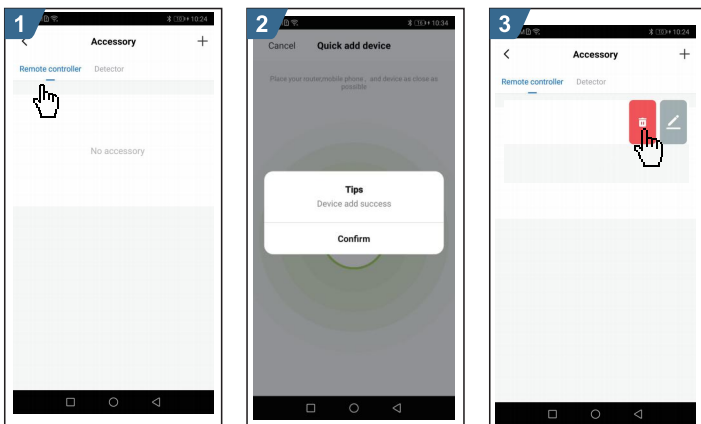 1
10:24
Accessory
Remote controller
Detector
No accessory
2
10:34
Cancel
Quick add device
Place your router,mobile phone , and device as close as
possible
Tips
Device add success
Confirm
3
10:24
Accessory
Remote controller
Detector